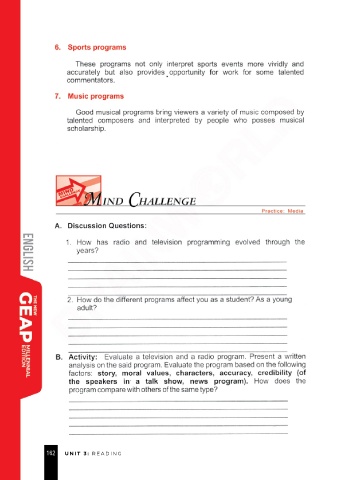 6. Sports programs
These programs not only interpret sports events more viridly and
accurately but also provides opportunity for work for some talented
commentators.
7. Music programs
Good musical programs bring viewers a variety of music composed by
talented composers and interpreted by people who posses musical
scholarship.
MIND
MIND CHALLENGE
Practice: Media
A. Discussion Questions:
1. How has radio and television programming evolved through the
years?
2. How do the different programs affect you as a student? As a young
adult?
B. Activity: Evaluate a television and a radio program. Present a written
analysis on the said program. Evaluate the program based on the following
factors: story, moral values, characters, accuracy, credibility (of
the speakers in a talk show, news program). How does the
program compare with others of the same type?
ENGLISH
THE NEW
GEAP
MILLENNIAL
EDITION
162 UNIT 3: READING